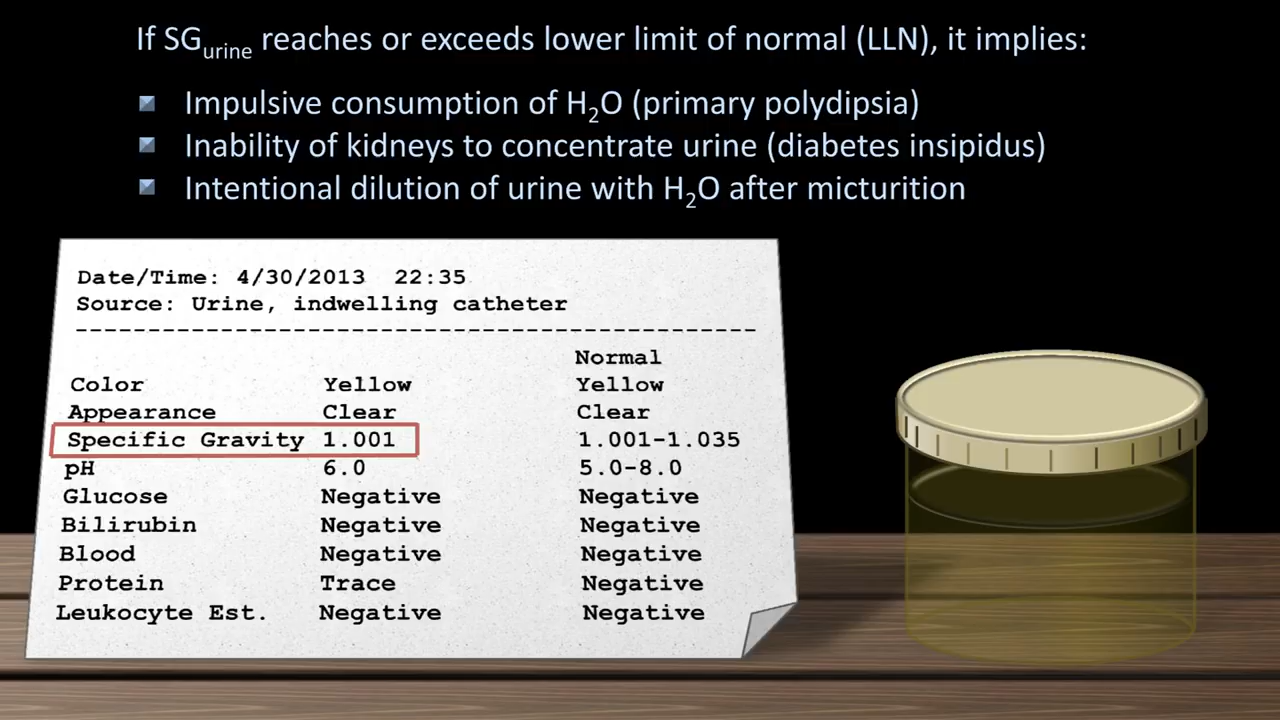 If SGurine reaches or exceeds lower limit of normal (LLN), it implies:
Impulsive consumption of H2O (primary polydipsia)
Inability of kidneys to concentrate urine (diabetes insipidus)
Intentional dilution of urine with H2O after micturition
Date/Time: 4/30/2013 22:35
Source: Urine, indwelling catheter
------------------------------------------------
Normal
Color Yellow Yellow
Appearance Clear Clear
Specific Gravity 1.001 1.001-1.035
pH 6.0 5.0-8.0
Glucose Negative Negative
Bilirubin Negative Negative
Blood Negative Negative
Protein Trace Negative
Leukocyte Est. Negative Negative